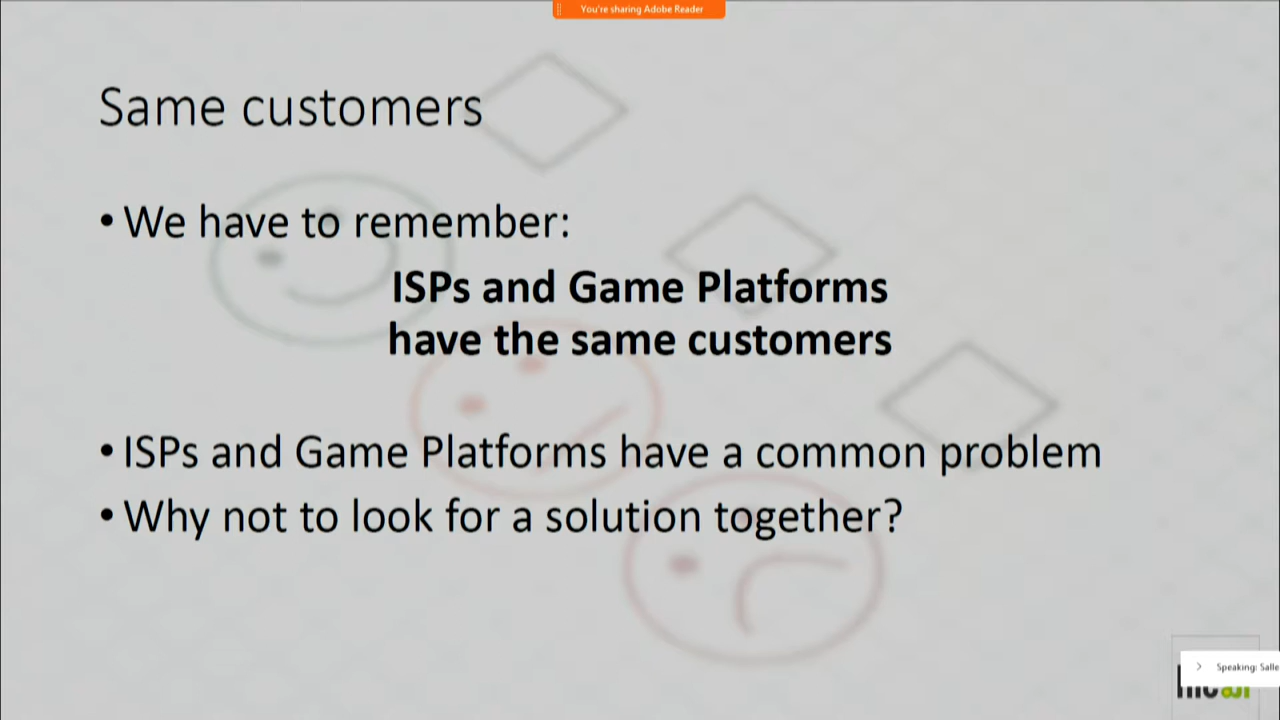 You're sharing Adobe Reader
Same customers
• We have to remember:
ISPs and Game Platforms
have the same customers
• ISPs and Game Platforms have a common problem
• Why not to look for a solution together?
Speaking: Salle